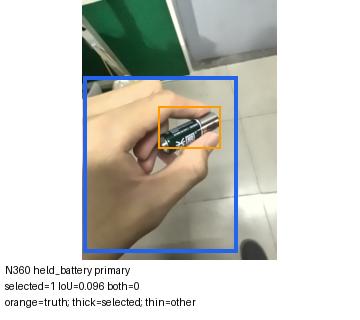 N360 held_battery primary
selected=1 IoU=0.096 both=0
orange=truth; thick=selected; thin=other